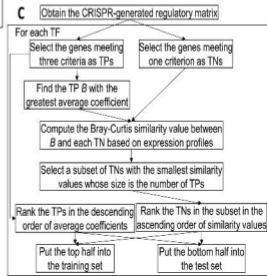 C
Obtain the CRISPR-generated regulatory matrix
For each TF
Select the genes meeting
three criteria as TPs
Select the genes meeting
one criterion as TNs
Find the TP B with the
greatest average coefficient
Compute the Bray-Curtis similarity value between
B and each TN based on expression profiles
Select a subset of TNs with the smallest similarity
values whose size is the number of TPs
Rank the TPs in the descending
order of average coefficients
Rank the TNs in the subset in the
ascending order of similarity values
Put the top half into
the training set
Put the bottom half into
the test set